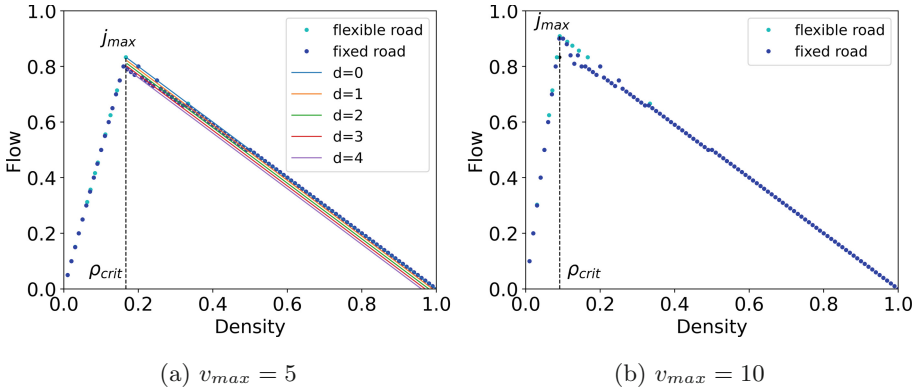 j_max
flexible road
fixed road
d=0
d=1
d=2
d=3
d=4
ρ_crit
Flow
1.0
0.8
0.6
0.4
0.2
0.0
0.0 0.2 0.4 0.6 0.8 1.0
Density
(a) v_max = 5
j_max
flexible road
fixed road
ρ_crit
Flow
1.0
0.8
0.6
0.4
0.2
0.0
0.0 0.2 0.4 0.6 0.8 1.0
Density
(b) v_max = 10